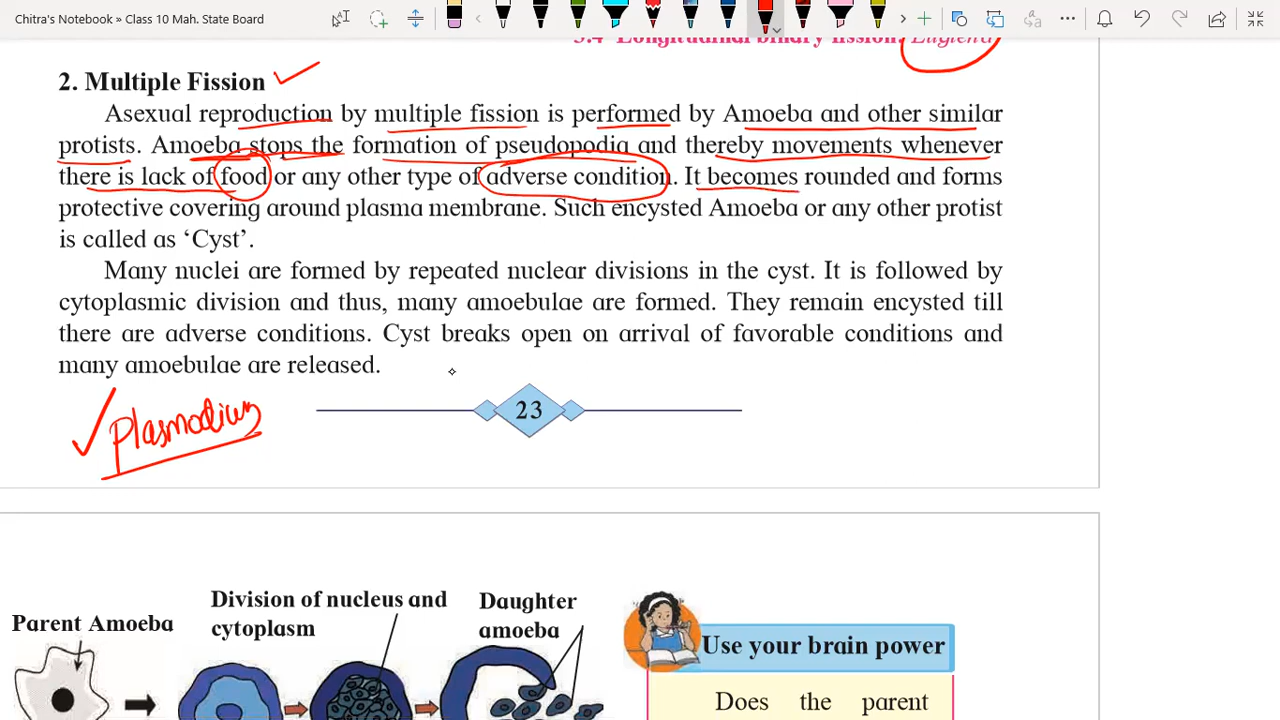 Chitra's Notebook » Class 10 Mah. State Board
3.4 Longitudinal binary fission: Euglena
2. Multiple Fission
Asexual reproduction by multiple fission is performed by Amoeba and other similar
protists. Amoeba stops the formation of pseudopodia and thereby movements whenever
there is lack of food or any other type of adverse condition. It becomes rounded and forms
protective covering around plasma membrane. Such encysted Amoeba or any other protist
is called as ‘Cyst’.
Many nuclei are formed by repeated nuclear divisions in the cyst. It is followed by
cytoplasmic division and thus, many amoebulae are formed. They remain encysted till
there are adverse conditions. Cyst breaks open on arrival of favorable conditions and
many amoebulae are released.
Plasmodium
23
Parent Amoeba
Division of nucleus and
cytoplasm
Daughter
amoeba
Use your brain power
Does the parent